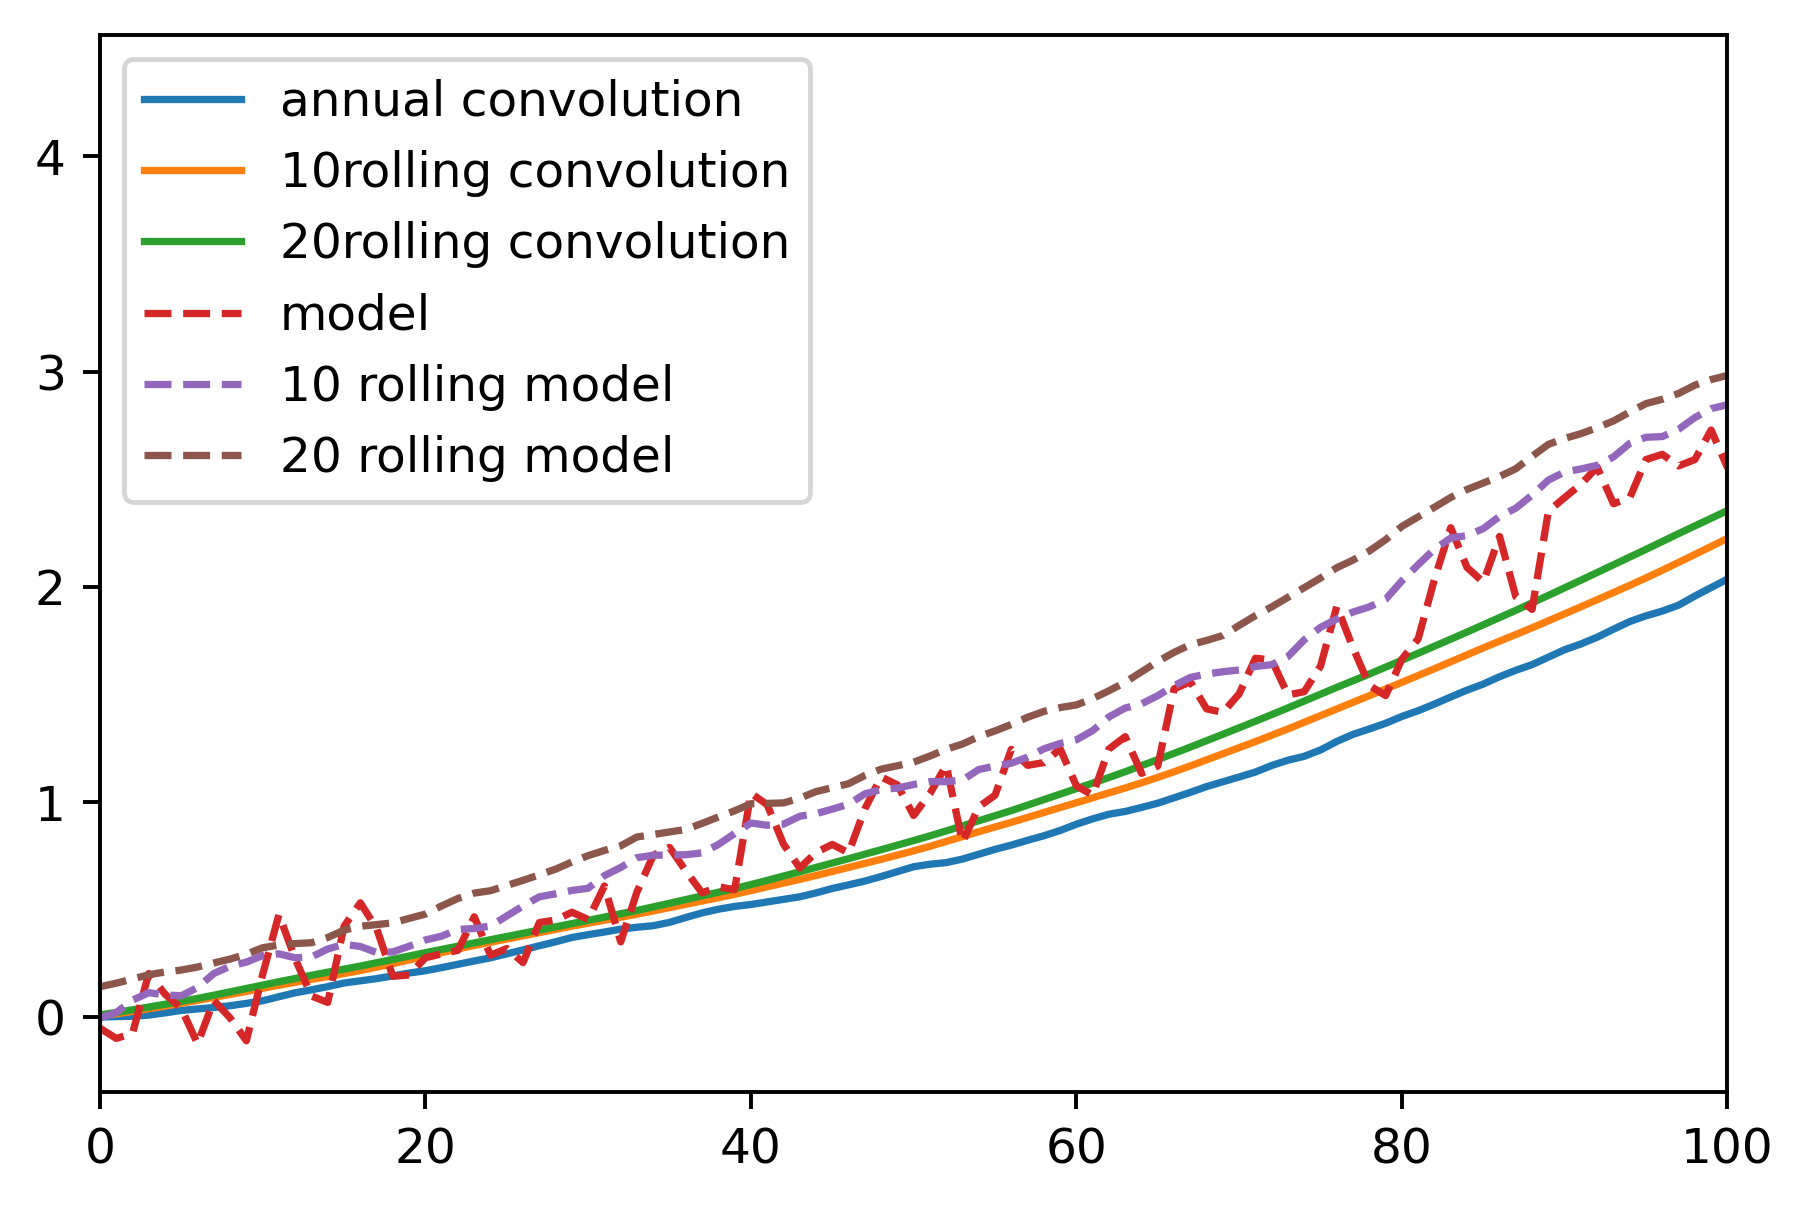 annual convolution
10rolling convolution
20rolling convolution
model
10 rolling model
20 rolling model
4
3
2
1
0
0 20 40 60 80 100